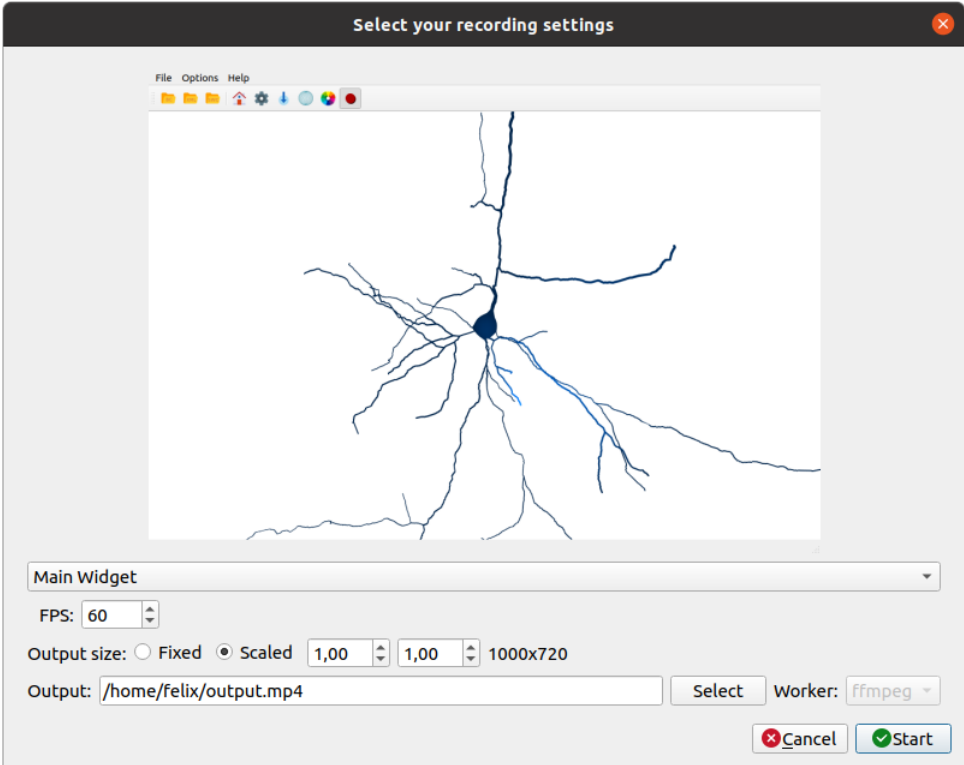 Select your recording settings
File Options Help
Main Widget
FPS: 60
Output size: Fixed Scaled 1,00 1,00 1000x720
Output: /home/felix/output.mp4 Select Worker: ffmpeg
Cancel Start